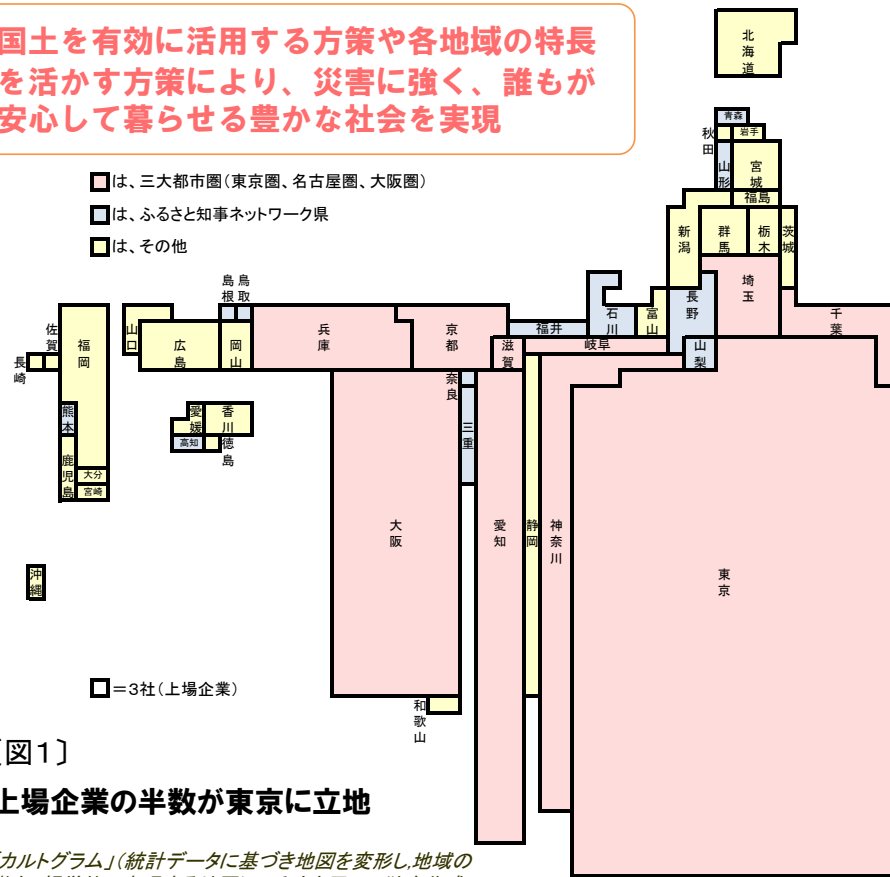 国土を有効に活用する方策や各地域の特長
を活かす方策により、災害に強く、誰もが
安心して暮らせる豊かな社会を実現
は、三大都市圏(東京圏、名古屋圏、大阪圏)
は、ふるさと知事ネットワーク県
は、その他
北海道
青森
秋田
岩手
山形
宮城
福島
新潟
群馬
栃木
茨城
埼玉
千葉
長野
山梨
富山
石川
福井
岐阜
滋賀
京都
兵庫
鳥取
島根
岡山
広島
山口
福岡
佐賀
長崎
熊本
鹿児島
大分
宮崎
沖縄
愛媛
香川
高知
徳島
奈良
三重
大阪
和歌山
愛知
静岡
神奈川
東京
=3社(上場企業)
図1〕
上場企業の半数が東京に立地
カルトグラム」(統計データに基づき地図を変形し,地域の